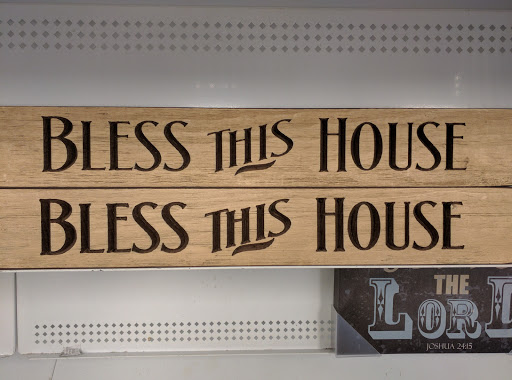 BLESS THIS HOUSE
BLESS THIS HOUSE
THE
LORD
JOSHUA 24:15